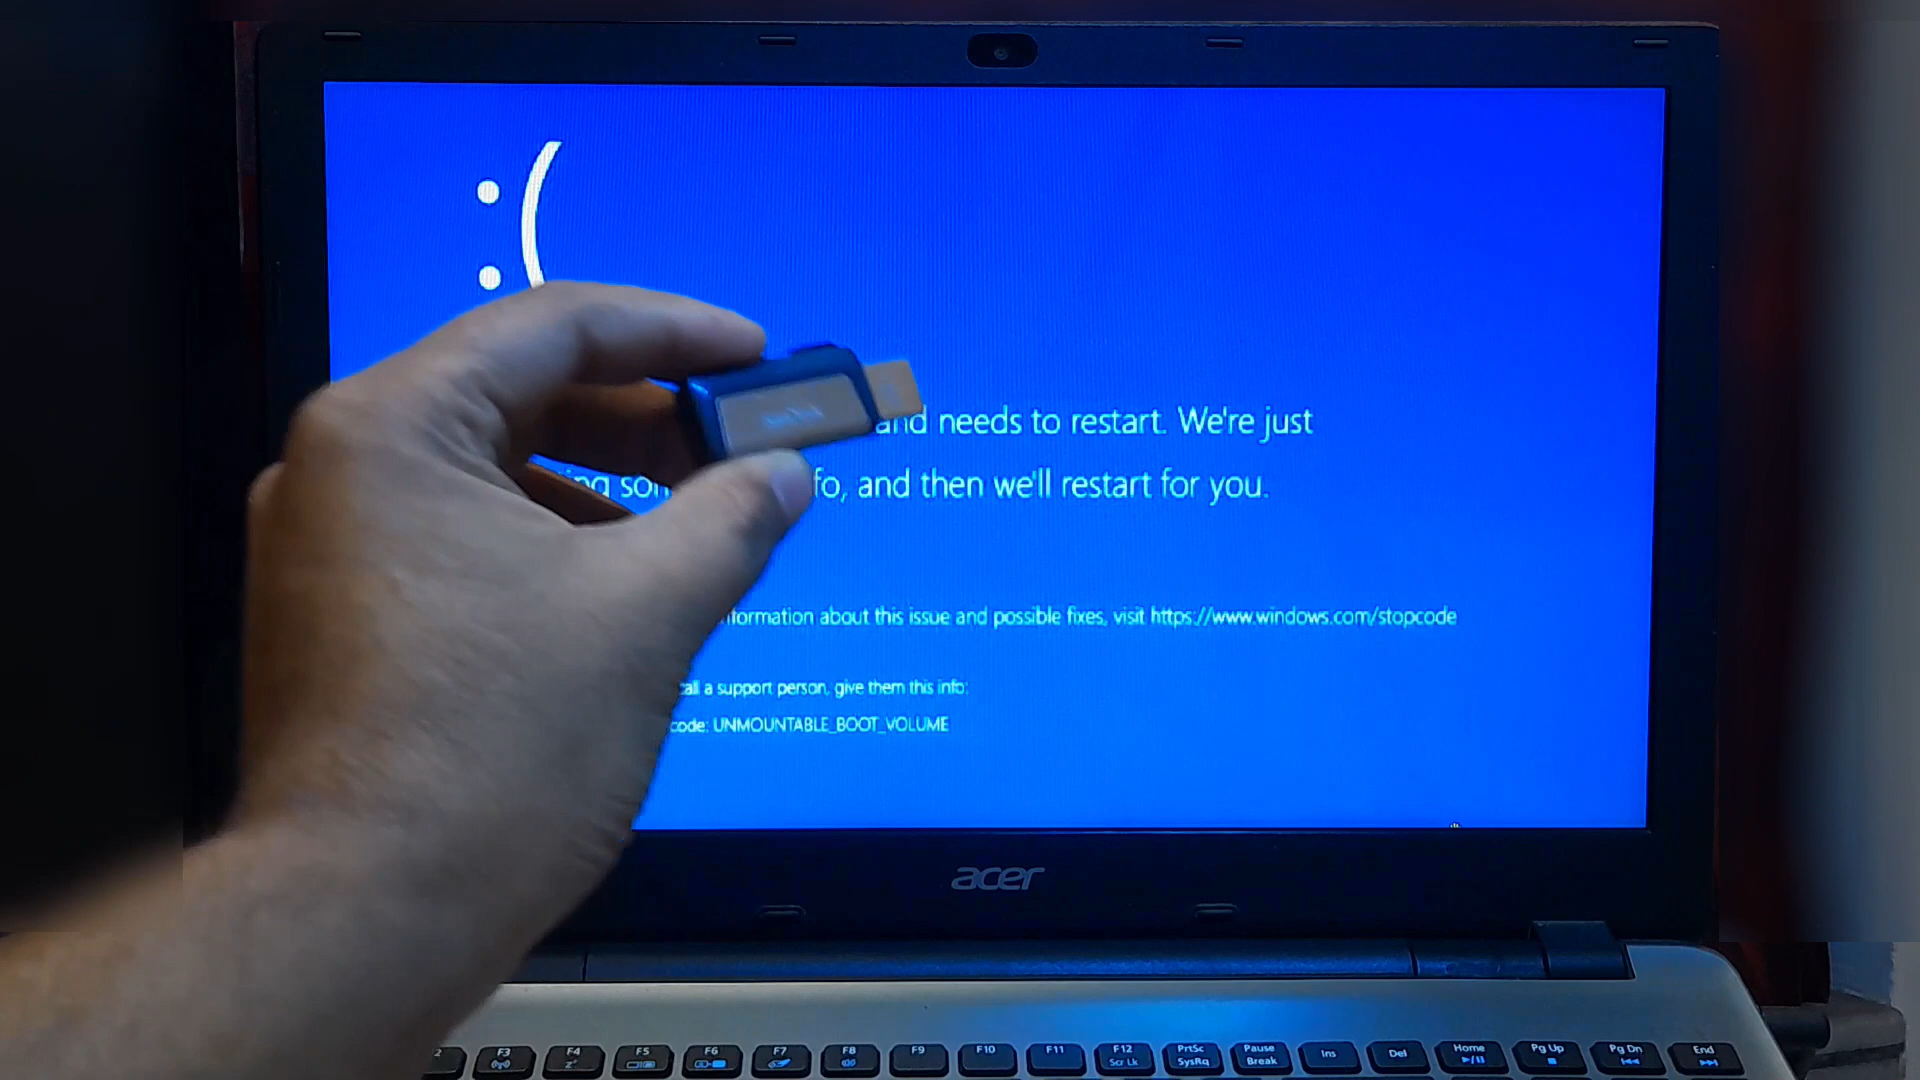 :(
and needs to restart. We're just
fo, and then we'll restart for you.
formation about this issue and possible fixes, visit https://www.windows.com/stopcode
call a support person, give them this info:
code: UNMOUNTABLE_BOOT_VOLUME
acer
2 F3 F4 F5 F6 F7 F8 F9 F10 F11 F12 PrtSc Pause Ins Del Home Pg Up Pg Dn End
Scr Lk SysRq Break